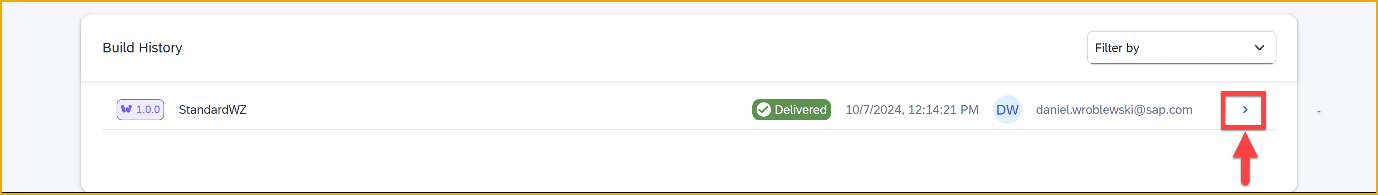 Build History
Filter by
1.0.0 StandardWZ Delivered 10/7/2024, 12:14:21 PM DW daniel.wroblewski@sap.com